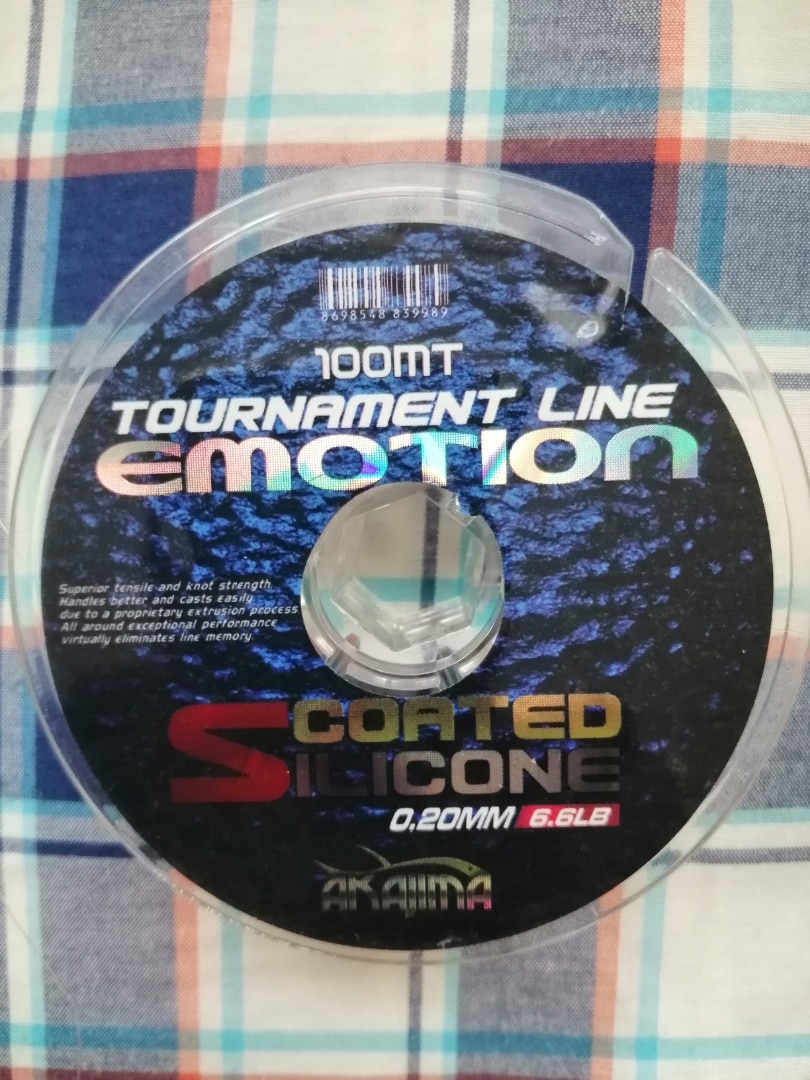 8698548 839989
100MT
TOURNAMENT LINE
EMOTION
Superior tensile and knot strength.
Handles better and casts easily
due to a proprietary extrusion process.
All around exceptional performance
virtually eliminates line memory.
COATED
SILICONE
0.20MM 6.6LB
AKAJIMA